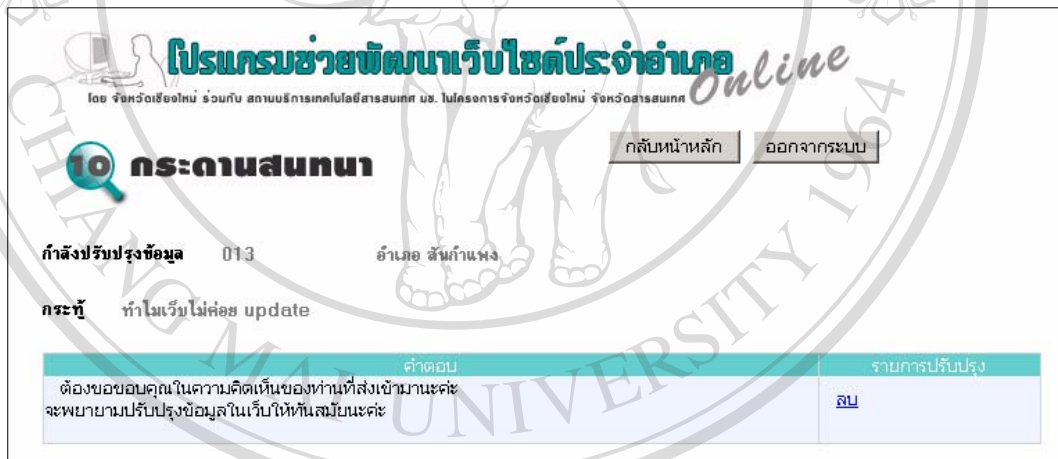 โปรแกรมช่วยพัฒนาเว็บไซต์ประจำอำเภอ Online
โดย จังหวัดเชียงใหม่ ร่วมกับ สถานบริการเทคโนโลยีสารสนเทศ มช. ในโครงการจังหวัดเชียงใหม่ จังหวัดสารสนเทศ
กลับหน้าหลัก ออกจากระบบ
10 กระดานสนทนา
กำลังปรับปรุงข้อมูล 013 อำเภอ สันกำแพง
กระทู้ ทำไมเว็บไม่ค่อย update
คำตอบ รายการปรับปรุง
ต้องขอขอบคุณในความคิดเห็นของท่านที่ส่งเข้ามานะค่ะ
จะพยายามปรับปรุงข้อมูลในเว็บให้ทันสมัยนะค่ะ
ลบ
CHIANG MAI UNIVERSITY 1964